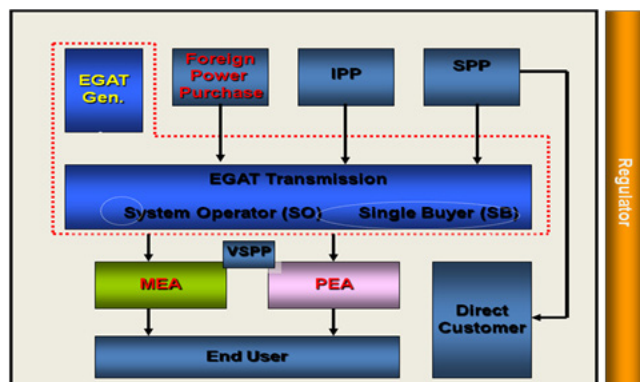 EGAT
Gen.
Foreign
Power
Purchase
IPP
SPP
EGAT Transmission
System Operator (SO)
Single Buyer (SB)
VSPP
MEA
PEA
Direct
Customer
End User
Regulator